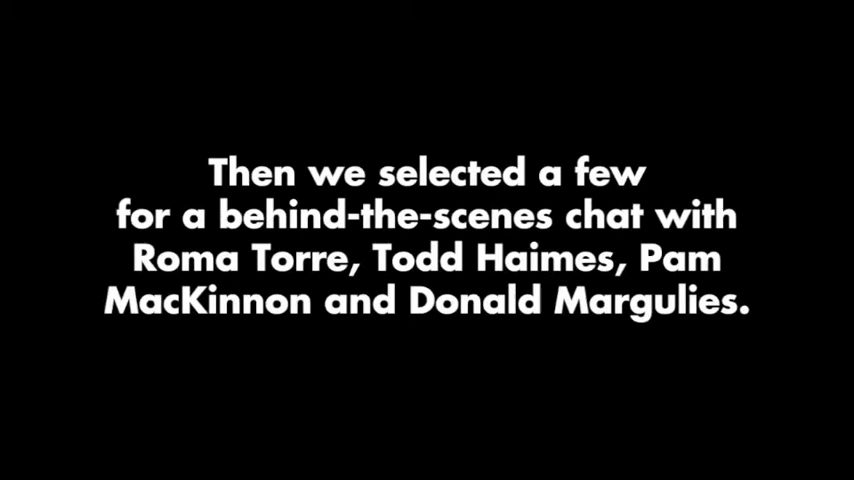 Then we selected a few
for a behind-the-scenes chat with
Roma Torre, Todd Haimes, Pam
MacKinnon and Donald Margulies.